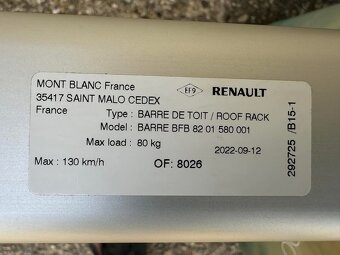 MONT BLANC France
35417 SAINT MALO CEDEX
France
RENAULT
Type : BARRE DE TOIT / ROOF RACK
Model : BARRE BFB 82 01 580 001
Max load : 80 kg
2022-09-12
Max : 130 km/h
OF: 8026
292725 /B15-1